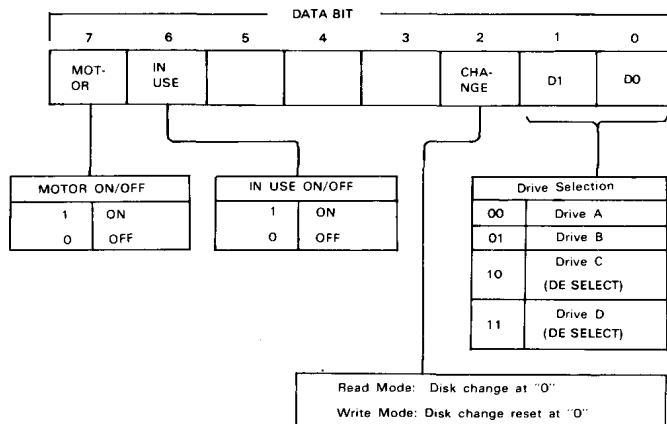 DATA BIT
7 6 5 4 3 2 1 0
MOT-
OR
IN
USE
CHA-
NGE
D1
D0
MOTOR ON/OFF
1 ON
0 OFF
IN USE ON/OFF
1 ON
0 OFF
Drive Selection
00 Drive A
01 Drive B
10 Drive C
(DE SELECT)
11 Drive D
(DE SELECT)
Read Mode: Disk change at "0"
Write Mode: Disk change reset at "0"